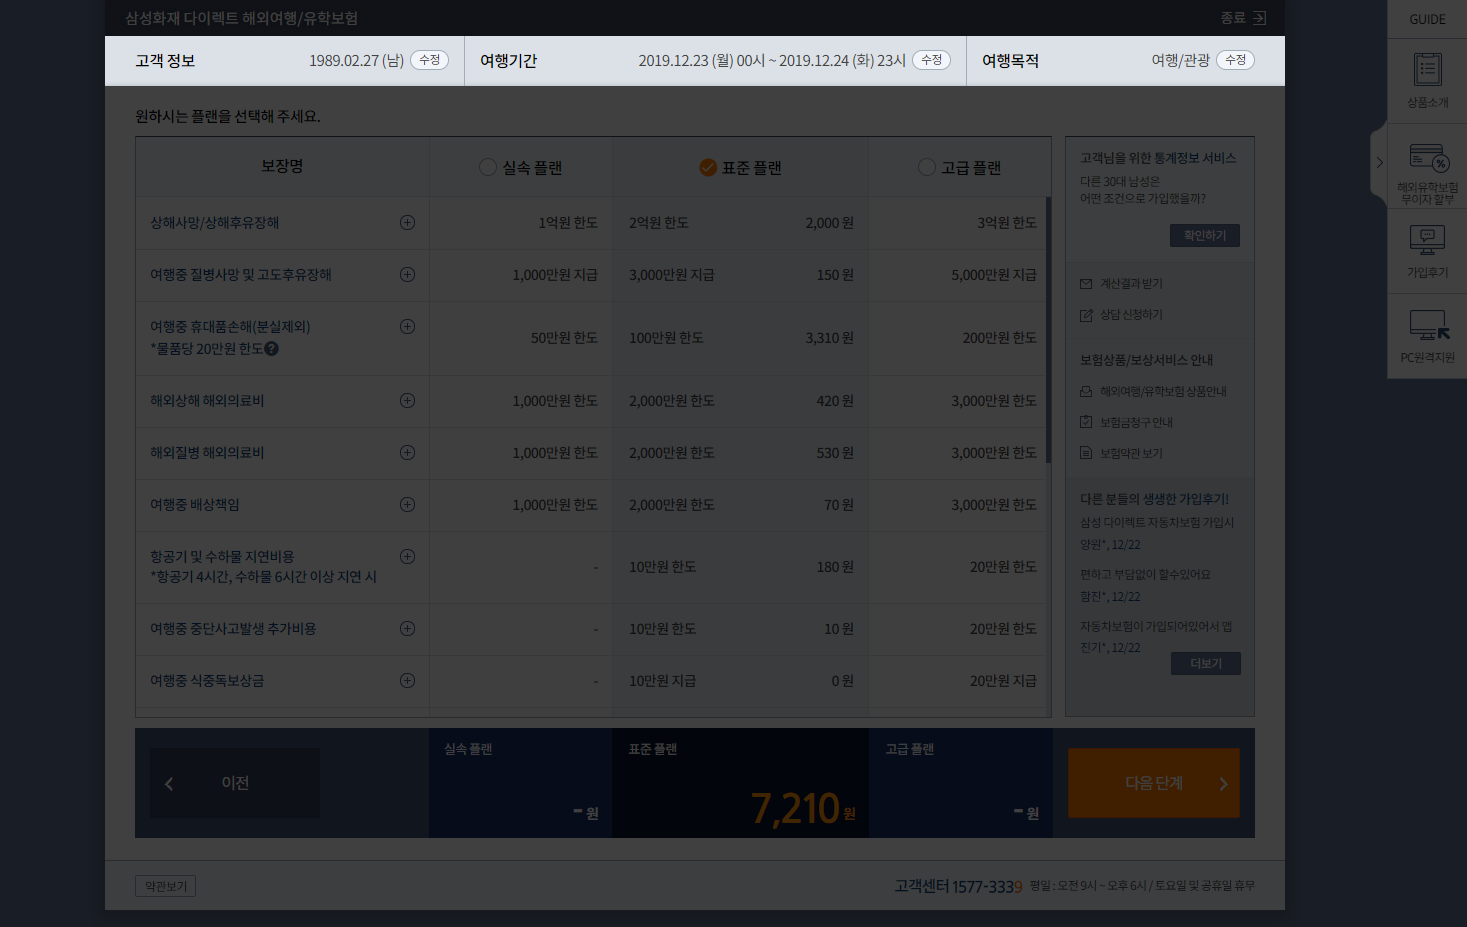 삼성화재 다이렉트 해외여행/유학보험
종료
고객 정보 1989.02.27 (남) 수정 여행기간 2019.12.23 (월) 00시 ~ 2019.12.24 (화) 23시 수정 여행목적 여행/관광 수정
원하시는 플랜을 선택해 주세요.
보장명 실속 플랜 표준 플랜 고급 플랜
상해사망/상해후유장해 1억원 한도 2억원 한도 2,000 원 3억원 한도
여행중 질병사망 및 고도후유장해 1,000만원 지급 3,000만원 지급 150 원 5,000만원 지급
여행중 휴대품손해(분실제외)
*물품당 20만원 한도? 50만원 한도 100만원 한도 3,310 원 200만원 한도
해외상해 해외의료비 1,000만원 한도 2,000만원 한도 420 원 3,000만원 한도
해외질병 해외의료비 1,000만원 한도 2,000만원 한도 530 원 3,000만원 한도
여행중 배상책임 1,000만원 한도 2,000만원 한도 70 원 3,000만원 한도
항공기 및 수하물 지연비용
*항공기 4시간, 수하물 6시간 이상 지연 시 - 10만원 한도 180 원 20만원 한도
여행중 중단사고발생 추가비용 - 10만원 한도 10 원 20만원 한도
여행중 식중독보상금 - 10만원 지급 0 원 20만원 지급
고객님을 위한 통계정보 서비스
다른 30대 남성은
어떤 조건으로 가입했을까?
확인하기
계산결과 받기
상담 신청하기
보험상품/보상서비스 안내
해외여행/유학보험 상품안내
보험금청구 안내
보험약관 보기
다른 분들의 생생한 가입후기!
삼성 다이렉트 자동차보험 가입시
양원*, 12/22
편하고 부담없이 할수있어요
함진*, 12/22
자동차보험이 가입되어있어서 앱
진기*, 12/22
더보기
이전
실속 플랜
- 원
표준 플랜
7,210 원
고급 플랜
- 원
다음 단계
약관보기
고객센터 1577-3339 평일 : 오전 9시 ~ 오후 6시 / 토요일 및 공휴일 휴무
GUIDE
상품소개
해외유학보험
무이자 할부
가입후기
PC원격지원